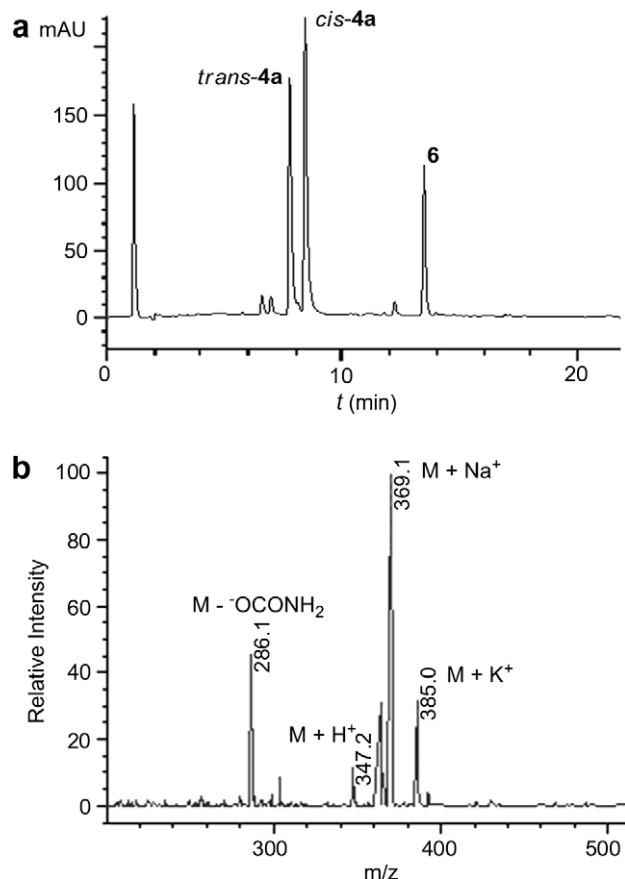 a
mAU
cis-4a
trans-4a
6
150
100
50
0
0
10
20
t (min)
b
100
80
60
40
20
0
Relative Intensity
M + Na⁺
369.1
M - ⁻OCONH₂
286.1
M + K⁺
385.0
M + H⁺
347.2
300
400
500
m/z